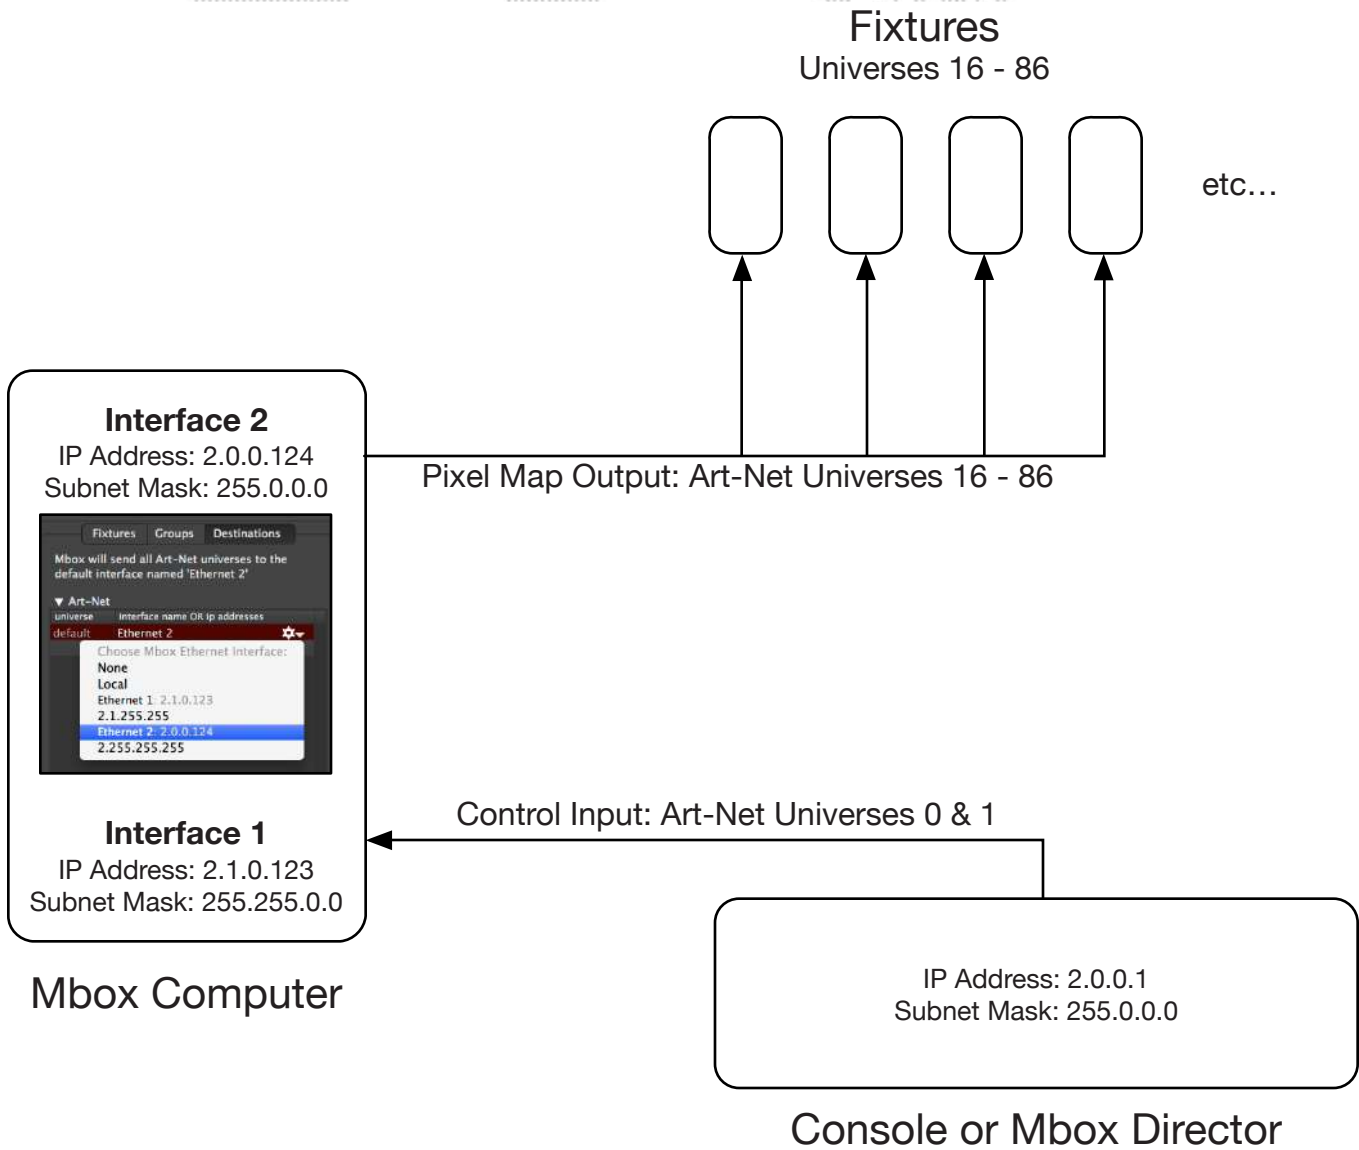 Fixtures
Universes 16 - 86
etc...
Interface 2
IP Address: 2.0.0.124
Subnet Mask: 255.0.0.0
Pixel Map Output: Art-Net Universes 16 - 86
Fixtures Groups Destinations
Mbox will send all Art-Net universes to the
default interface named 'Ethernet 2'
▼ Art-Net
universe interface name OR ip addresses
default Ethernet 2
Choose Mbox Ethernet Interface:
None
Local
Ethernet 1: 2.1.0.123
2.1.255.255
Ethernet 2: 2.0.0.124
2.255.255.255
Control Input: Art-Net Universes 0 & 1
Interface 1
IP Address: 2.1.0.123
Subnet Mask: 255.255.0.0
Mbox Computer
IP Address: 2.0.0.1
Subnet Mask: 255.0.0.0
Console or Mbox Director